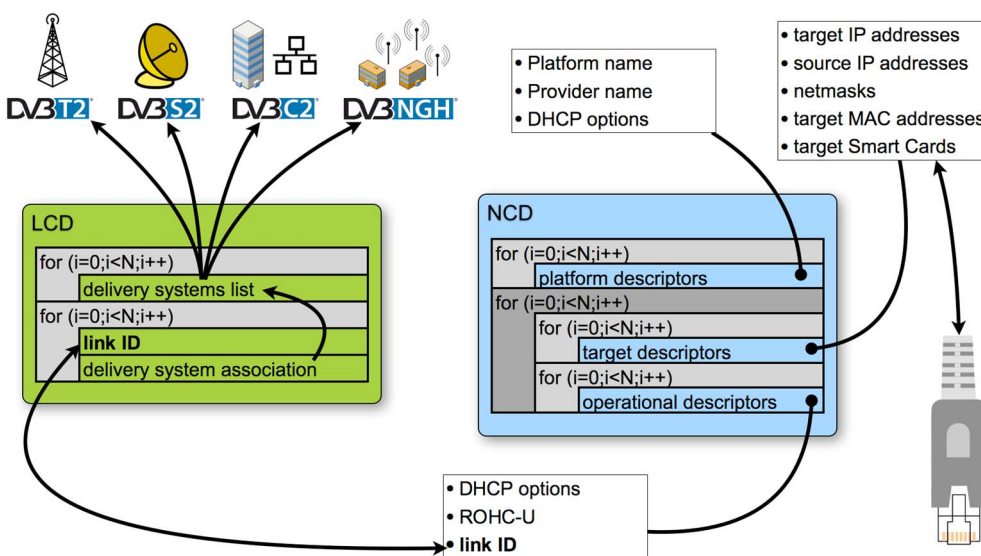 DVB T2
DVB S2
DVB C2
DVB NGH
• Platform name
• Provider name
• DHCP options
• target IP addresses
• source IP addresses
• netmasks
• target MAC addresses
• target Smart Cards
LCD
for (i=0;i<N;i++)
delivery systems list
for (i=0;i<N;i++)
link ID
delivery system association
NCD
for (i=0;i<N;i++)
platform descriptors
for (i=0;i<N;i++)
for (i=0;i<N;i++)
target descriptors
for (i=0;i<N;i++)
operational descriptors
• DHCP options
• ROHC-U
• link ID